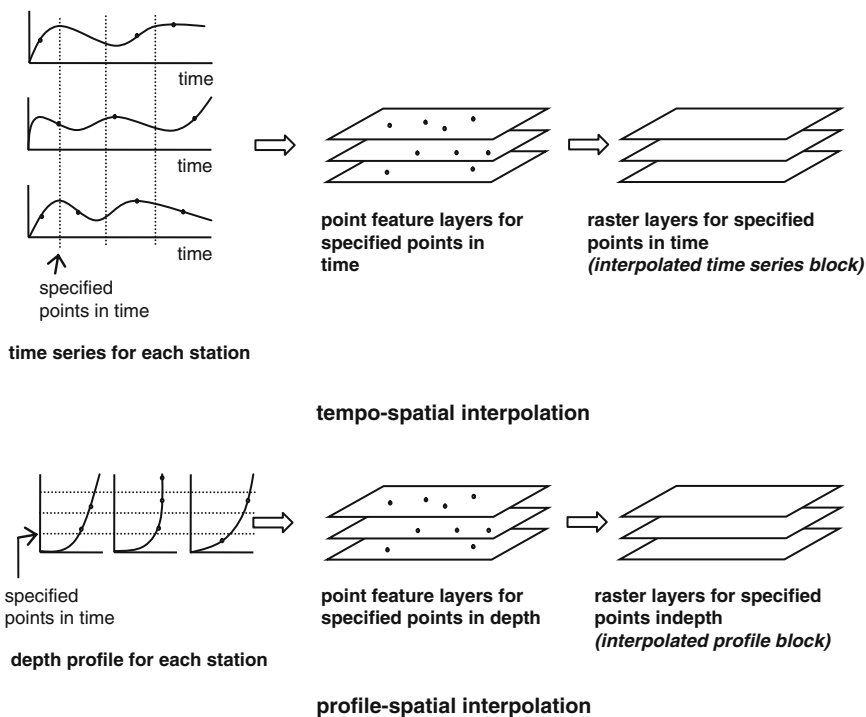 time
time
time
specified
points in time
time series for each station
point feature layers for
specified points in
time
raster layers for specified
points in time
(interpolated time series block)
tempo-spatial interpolation
specified
points in time
depth profile for each station
point feature layers for
specified points in depth
raster layers for specified
points indepth
(interpolated profile block)
profile-spatial interpolation